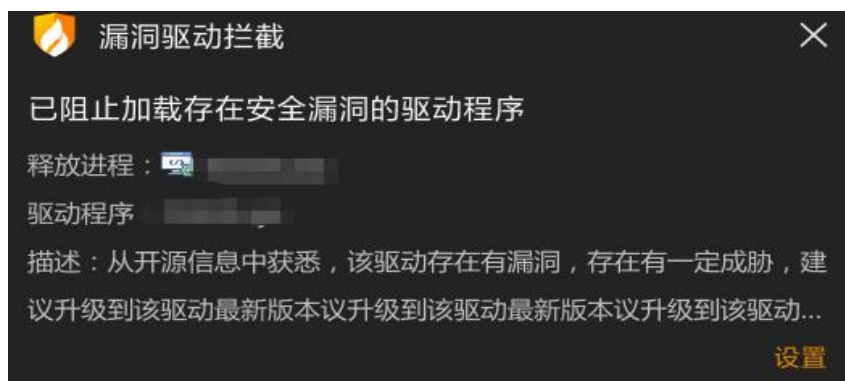 漏洞驱动拦截
已阻止加载存在安全漏洞的驱动程序
释放进程：
驱动程序
描述：从开源信息中获悉，该驱动存在有漏洞，存在有一定成胁，建
议升级到该驱动最新版本议升级到该驱动最新版本议升级到该驱动...
设置